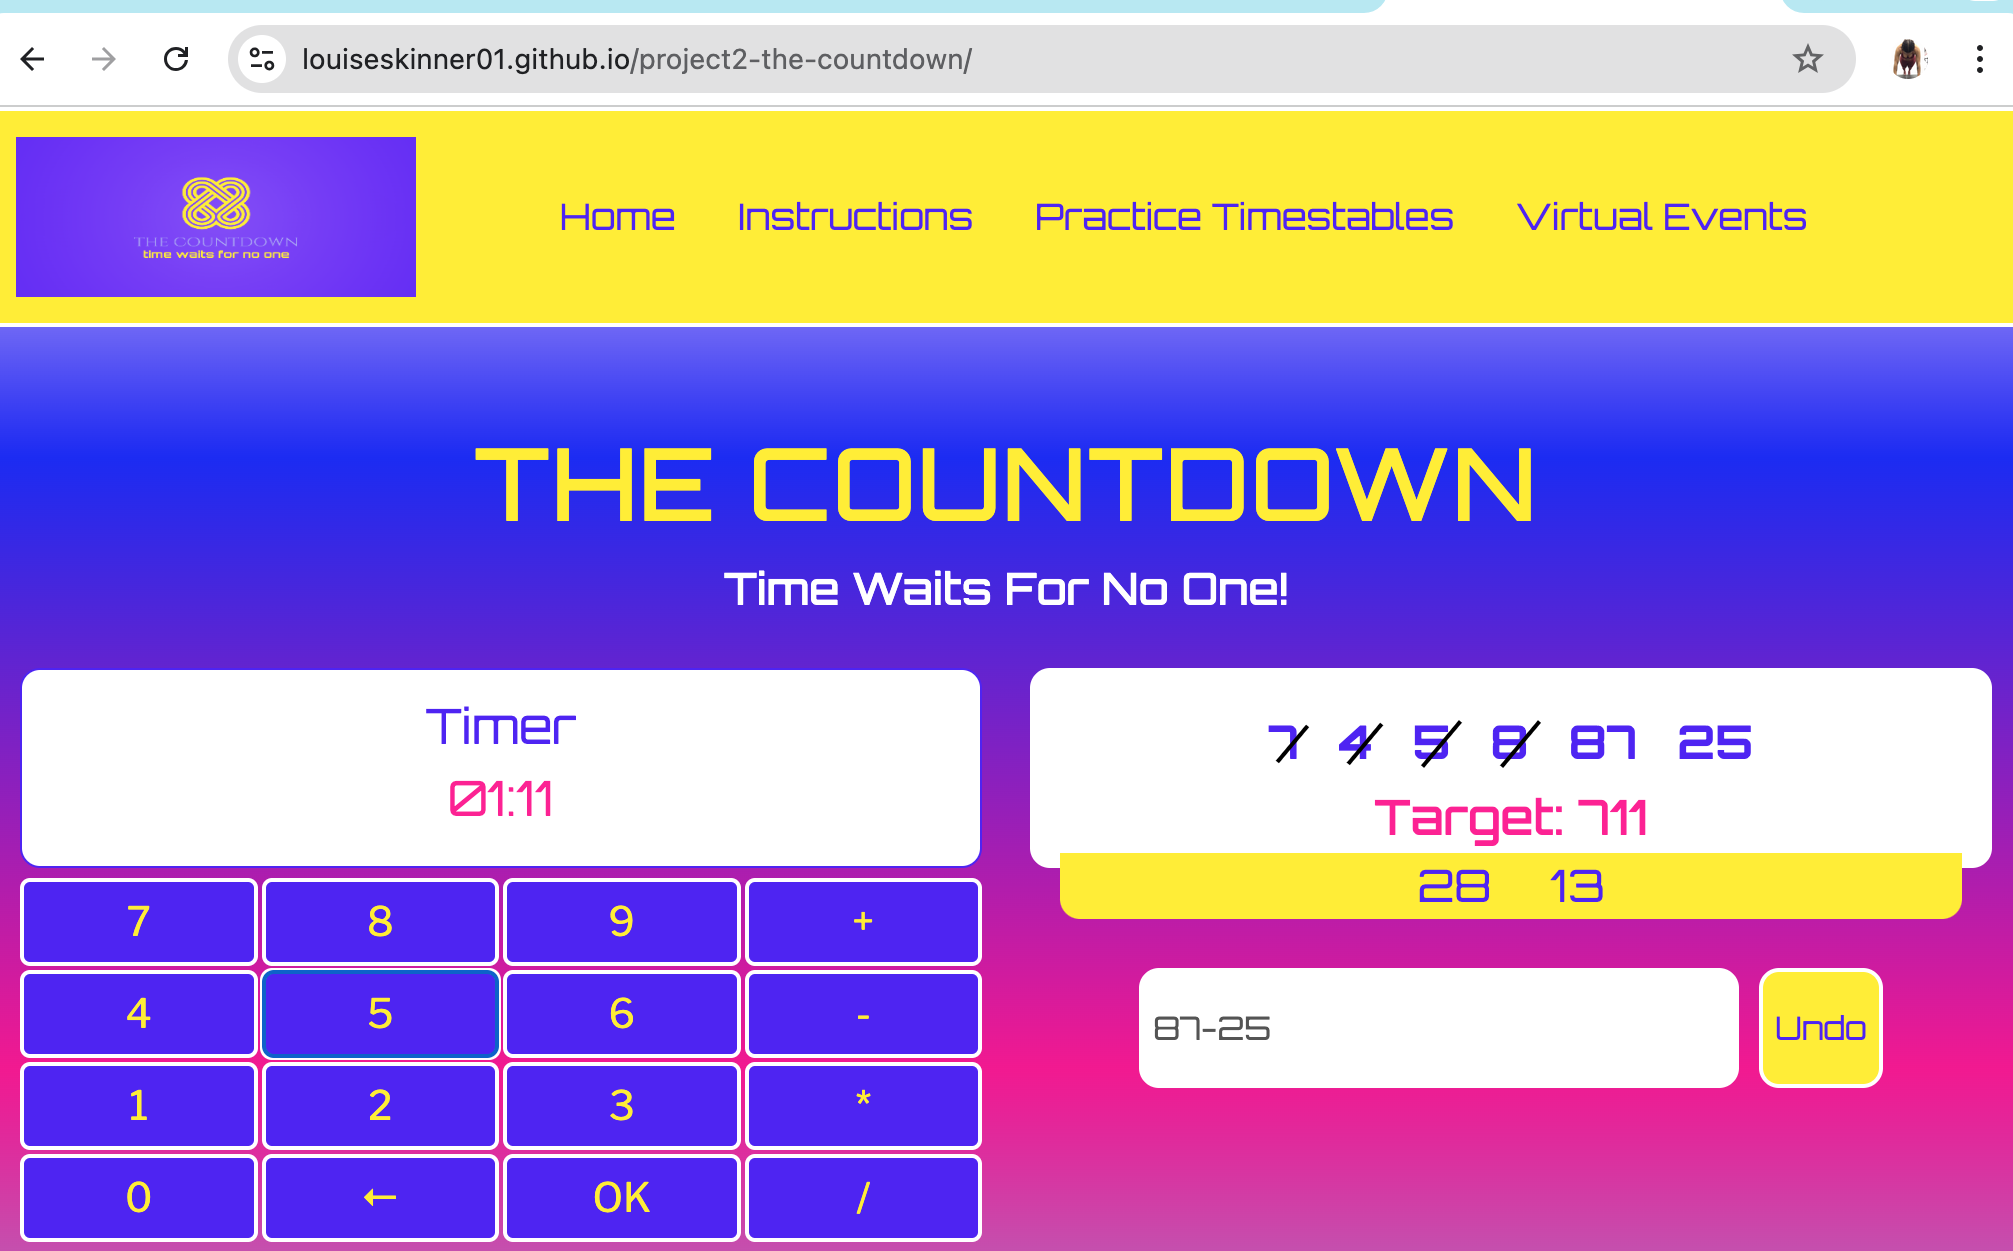 louiseskinner01.github.io/project2-the-countdown/
THE COUNTDOWN
time waits for no one
Home Instructions Practice Timestables Virtual Events
THE COUNTDOWN
Time Waits For No One!
Timer
01:11
7 4 5 8 87 25
Target: 711
28 13
87-25
Undo
7 8 9 +
4 5 6 -
1 2 3 *
0 ← OK /